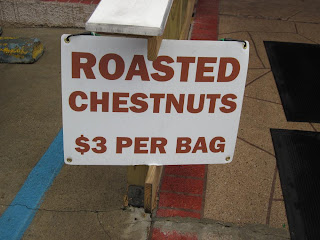 ROASTED
CHESTNUTS
$3 PER BAG